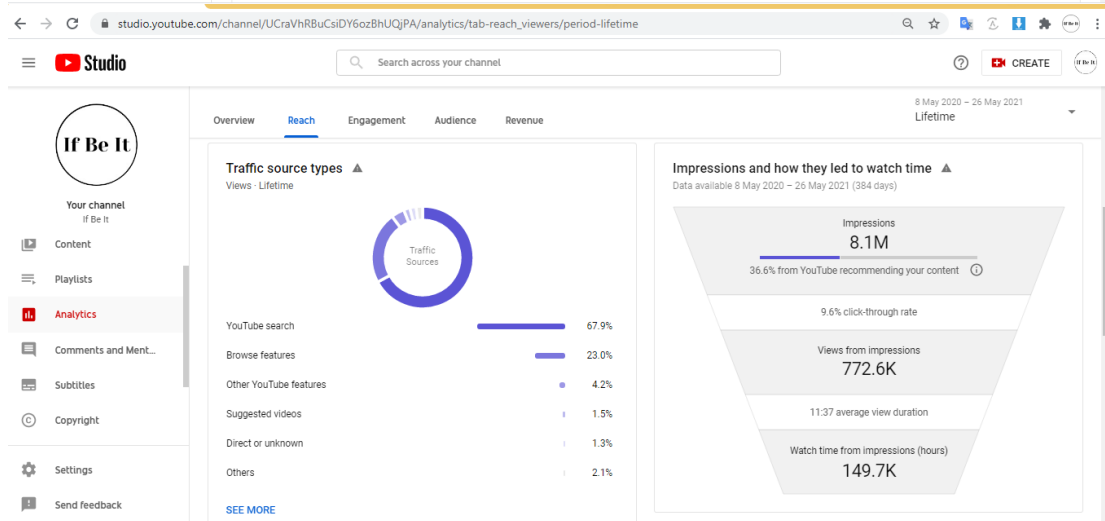 studio.youtube.com/channel/UCraVhRBuCsiDY6ozBhUQjPA/analytics/tab-reach_viewers/period-lifetime
Studio
Search across your channel
CREATE
If Be It
Your channel
If Be It
Content
Playlists
Analytics
Comments and Ment...
Subtitles
Copyright
Settings
Send feedback
Overview
Reach
Engagement
Audience
Revenue
8 May 2020 – 26 May 2021
Lifetime
Traffic source types
Views · Lifetime
Traffic
Sources
YouTube search 67.9%
Browse features 23.0%
Other YouTube features 4.2%
Suggested videos 1.5%
Direct or unknown 1.3%
Others 2.1%
SEE MORE
Impressions and how they led to watch time
Data available 8 May 2020 – 26 May 2021 (384 days)
Impressions
8.1M
36.6% from YouTube recommending your content
9.6% click-through rate
Views from impressions
772.6K
11:37 average view duration
Watch time from impressions (hours)
149.7K